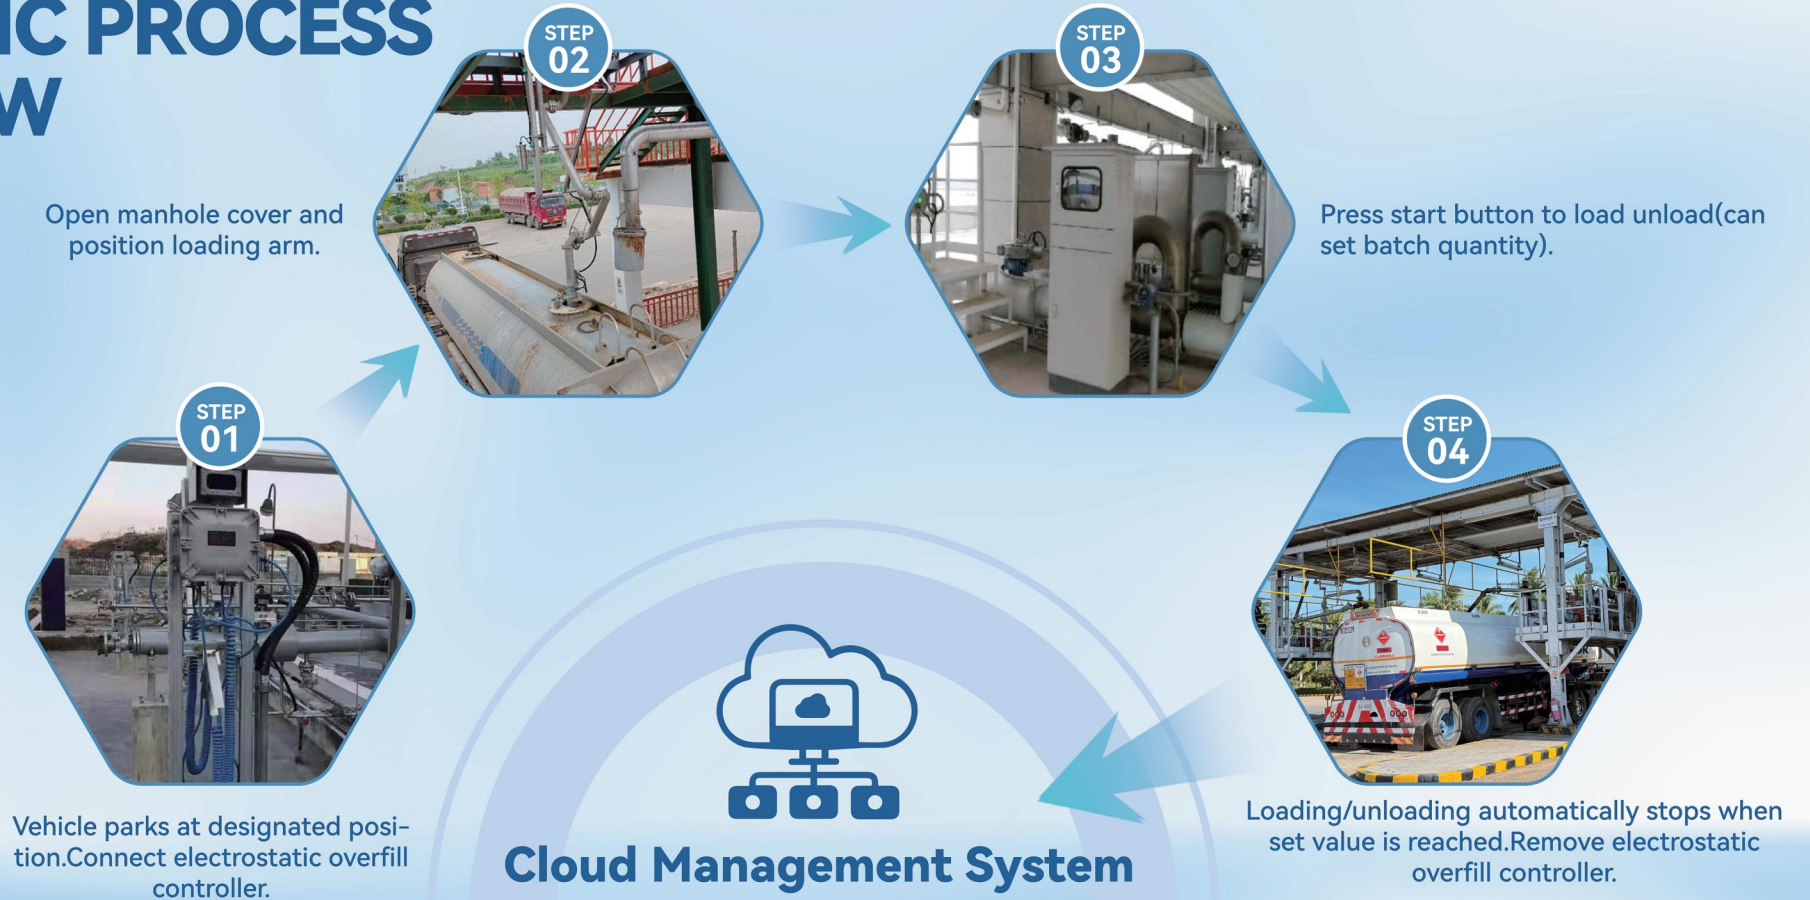 IC PROCESS
W
STEP
01
Vehicle parks at designated posi-
tion.Connect electrostatic overfill
controller.
STEP
02
Open manhole cover and
position loading arm.
STEP
03
Press start button to load unload(can
set batch quantity).
STEP
04
Loading/unloading automatically stops when
set value is reached.Remove electrostatic
overfill controller.
Cloud Management System